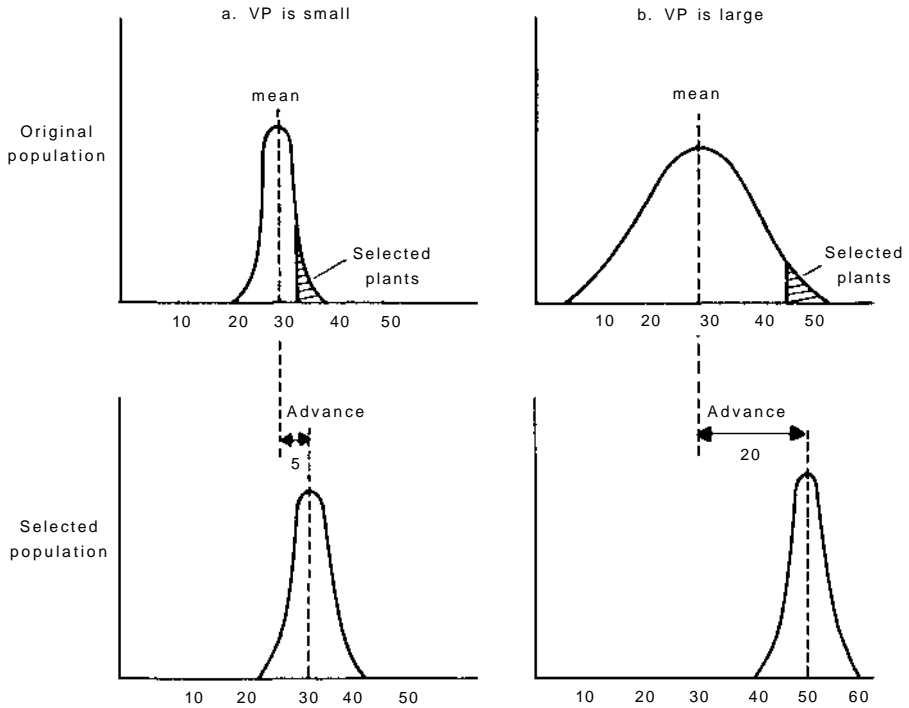 a. VP is small
b. VP is large
mean
mean
Original
population
Selected
plants
Selected
plants
10 20 30 40 50
10 20 30 40 50
Advance
5
Advance
20
Selected
population
10 20 30 40 50
10 20 30 40 50 60